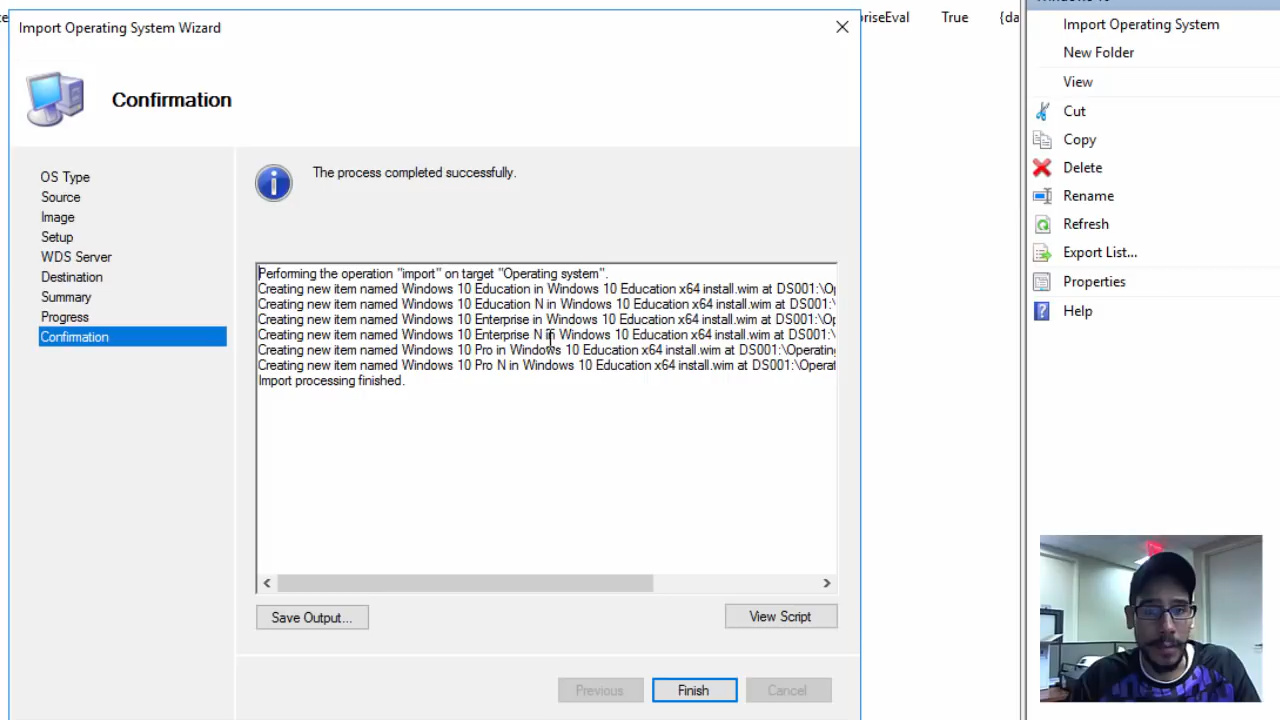 Import Operating System Wizard
priseEval True {da
Confirmation
OS Type
Source
Image
Setup
WDS Server
Destination
Summary
Progress
Confirmation
The process completed successfully.
Performing the operation "import" on target "Operating system".
Creating new item named Windows 10 Education in Windows 10 Education x64 install.wim at DS001:\Op
Creating new item named Windows 10 Education N in Windows 10 Education x64 install.wim at DS001:\
Creating new item named Windows 10 Enterprise in Windows 10 Education x64 install.wim at DS001:\Op
Creating new item named Windows 10 Enterprise N in Windows 10 Education x64 install.wim at DS001:\
Creating new item named Windows 10 Pro in Windows 10 Education x64 install.wim at DS001:\Operating
Creating new item named Windows 10 Pro N in Windows 10 Education x64 install.wim at DS001:\Operat
Import processing finished.
Save Output...
View Script
Previous
Finish
Cancel
Import Operating System
New Folder
View
Cut
Copy
Delete
Rename
Refresh
Export List...
Properties
Help